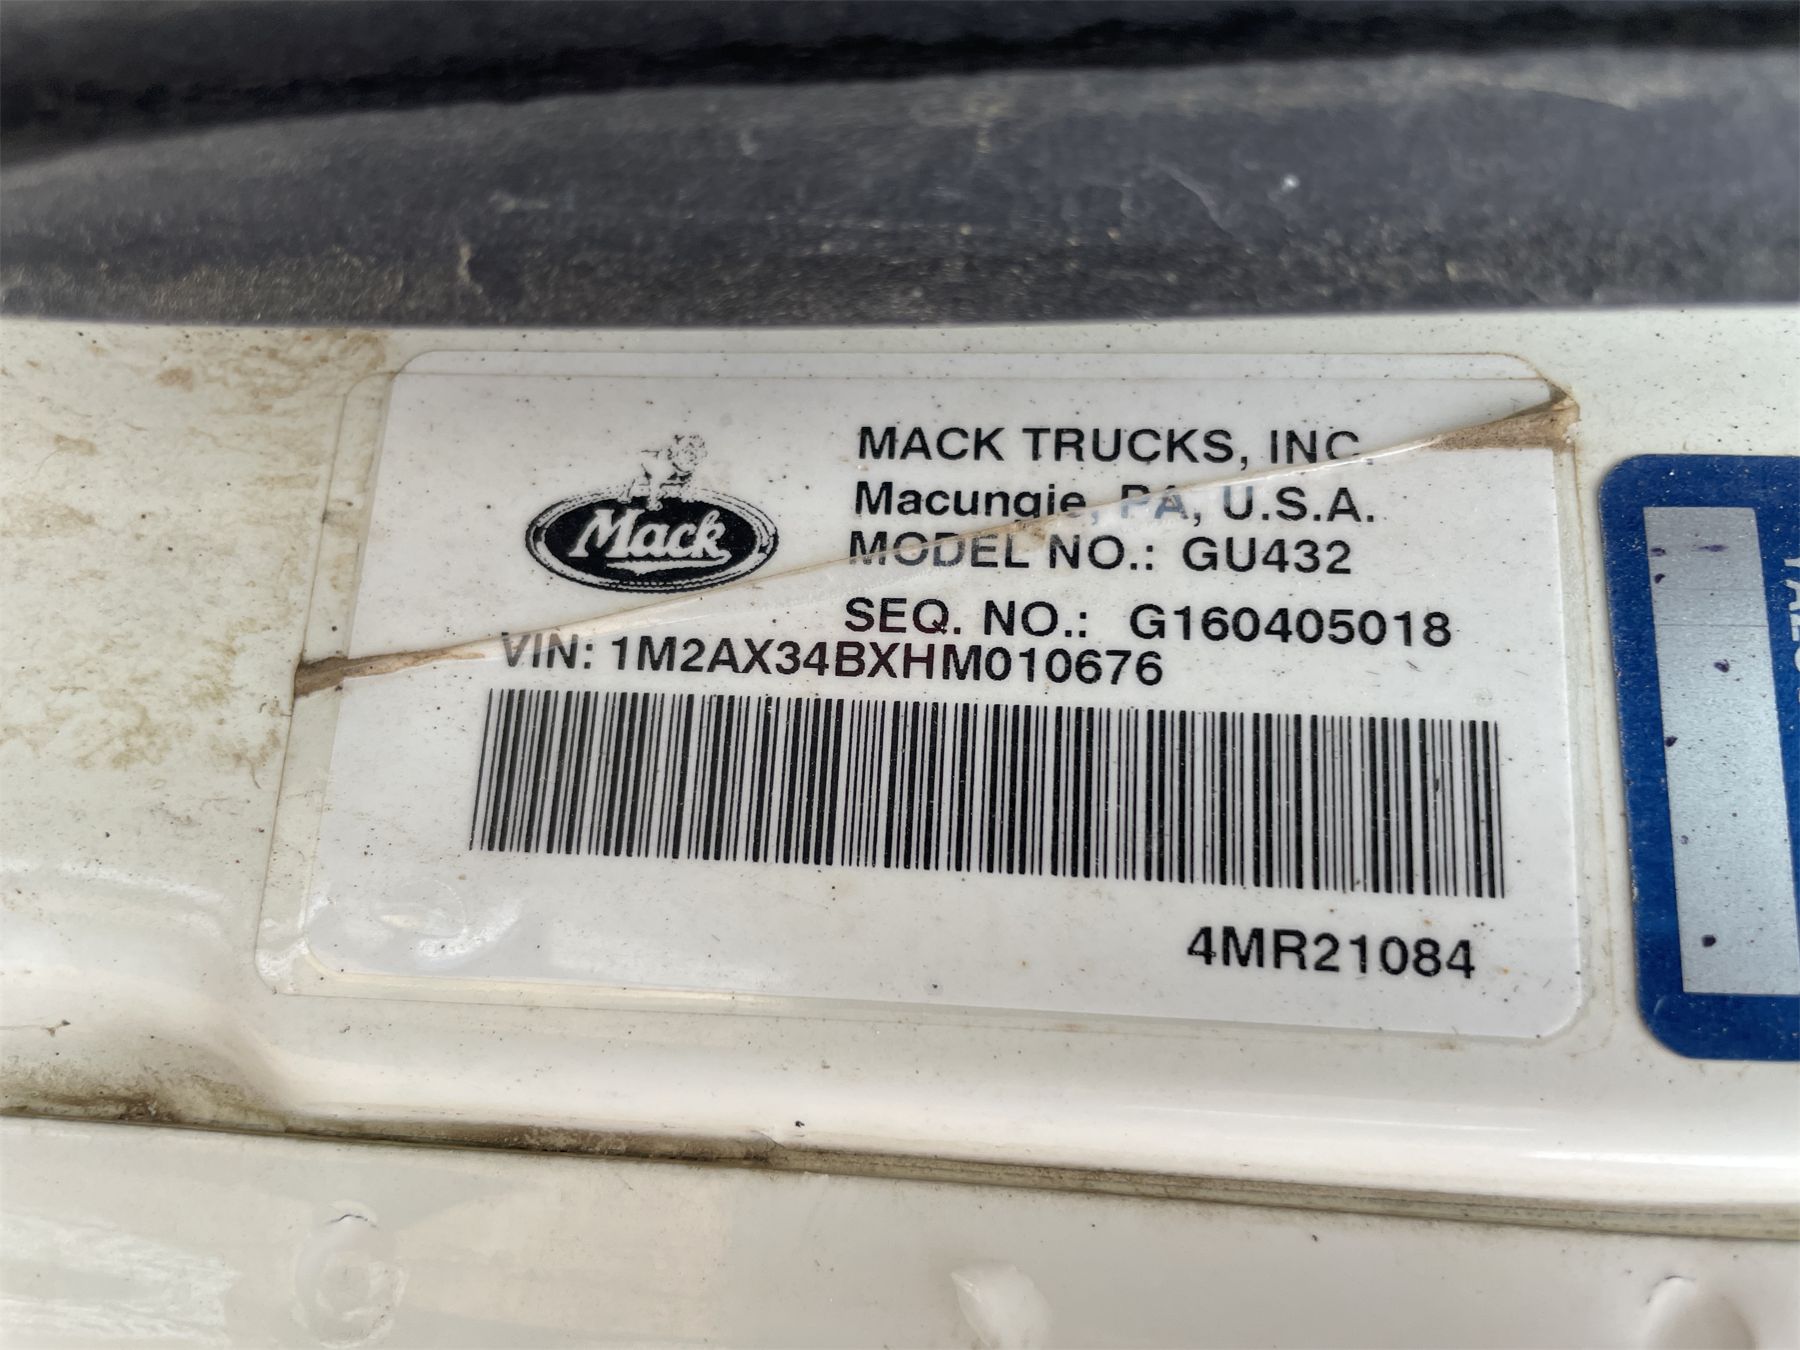 MACK TRUCKS, INC.
Macungie, PA, U.S.A.
Mack
MODEL NO.: GU432
SEQ. NO.: G160405018
VIN: 1M2AX34BXHM010676
4MR21084